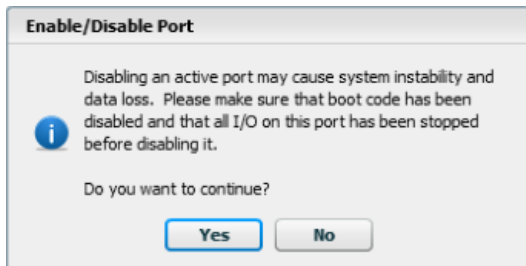 Enable/Disable Port
Disabling an active port may cause system instability and
data loss.  Please make sure that boot code has been
disabled and that all I/O on this port has been stopped
before disabling it.
Do you want to continue?
Yes
No